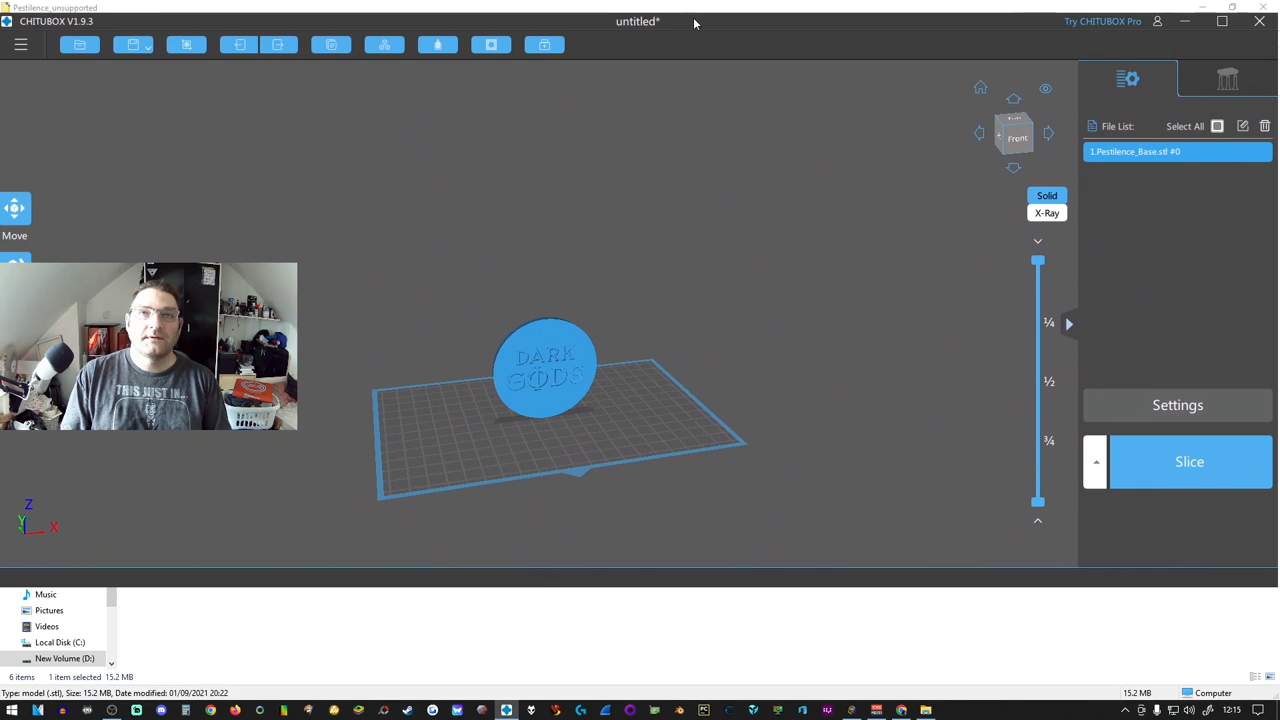 Pestilence_unsupported
CHITUBOX V1.9.3
untitled*
Try CHITUBOX Pro
File List:
Select All
1.Pestilence_Base.stl #0
Front
Solid
X-Ray
Move
¼
½
¾
DARK
GODS
THIS JUST IN...
Settings
Slice
Z
Y
X
Music
Pictures
Videos
Local Disk (C:)
New Volume (D:)
6 items
1 item selected 15.2 MB
Type: model (.stl), Size: 15.2 MB, Date modified: 01/09/2021 20:22
15.2 MB
Computer
12:15